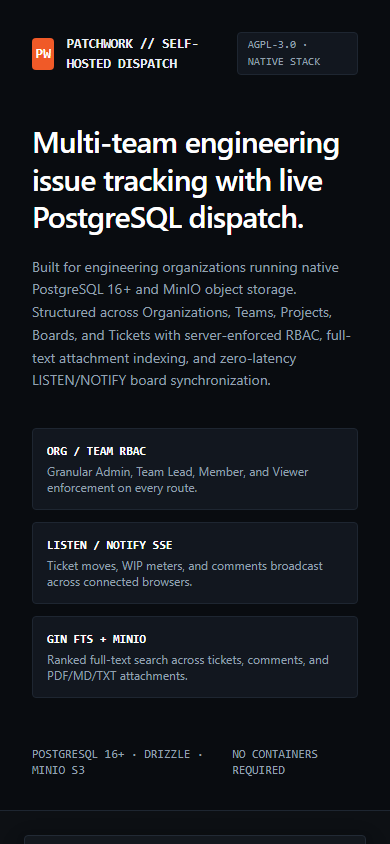 PW
PATCHWORK // SELF-
HOSTED DISPATCH
AGPL-3.0 ·
NATIVE STACK
Multi-team engineering
issue tracking with live
PostgreSQL dispatch.
Built for engineering organizations running native
PostgreSQL 16+ and MinIO object storage.
Structured across Organizations, Teams, Projects,
Boards, and Tickets with server-enforced RBAC, full-
text attachment indexing, and zero-latency
LISTEN/NOTIFY board synchronization.
ORG / TEAM RBAC
Granular Admin, Team Lead, Member, and Viewer
enforcement on every route.
LISTEN / NOTIFY SSE
Ticket moves, WIP meters, and comments broadcast
across connected browsers.
GIN FTS + MINIO
Ranked full-text search across tickets, comments, and
PDF/MD/TXT attachments.
POSTGRESQL 16+ · DRIZZLE ·
MINIO S3
NO CONTAINERS
REQUIRED